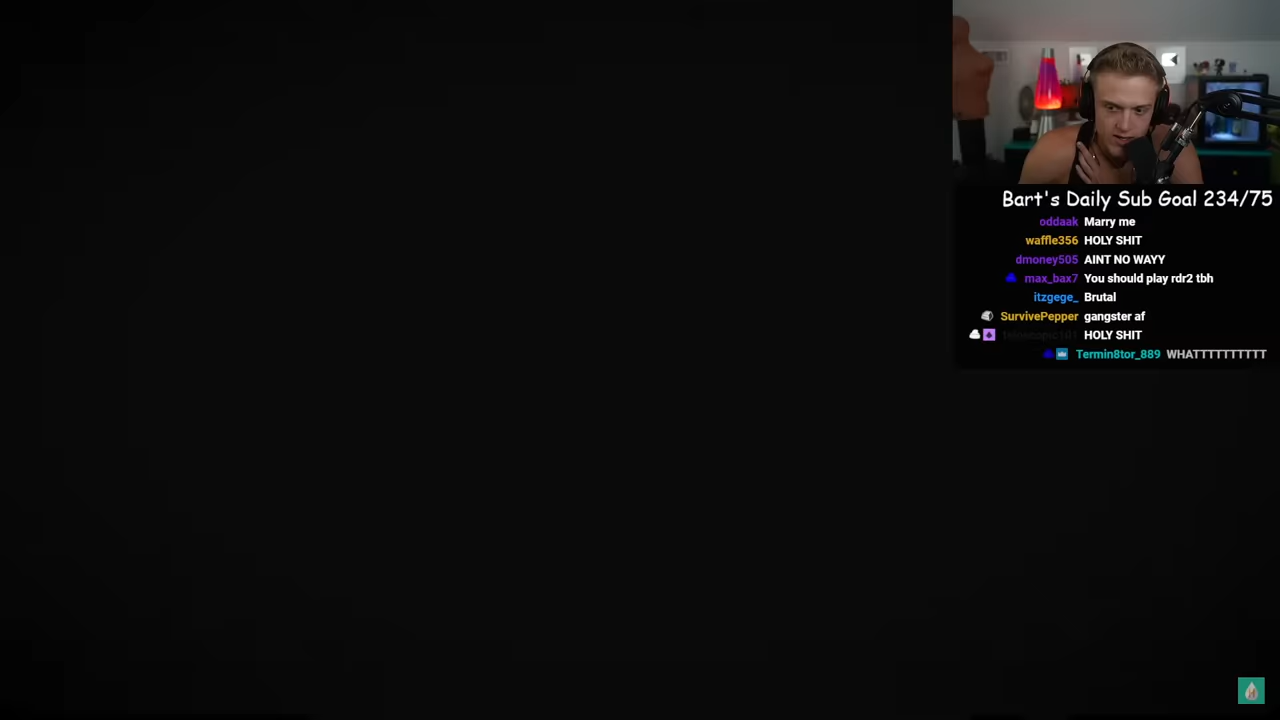 Bart's Daily Sub Goal 234/75
oddaak Marry me
waffle356 HOLY SHIT
dmoney505 AINT NO WAYY
max_bax7 You should play rdr2 tbh
itzgege_ Brutal
SurvivePepper gangster af
HOLY SHIT
Termin8tor_889 WHATTTTTTTTTT